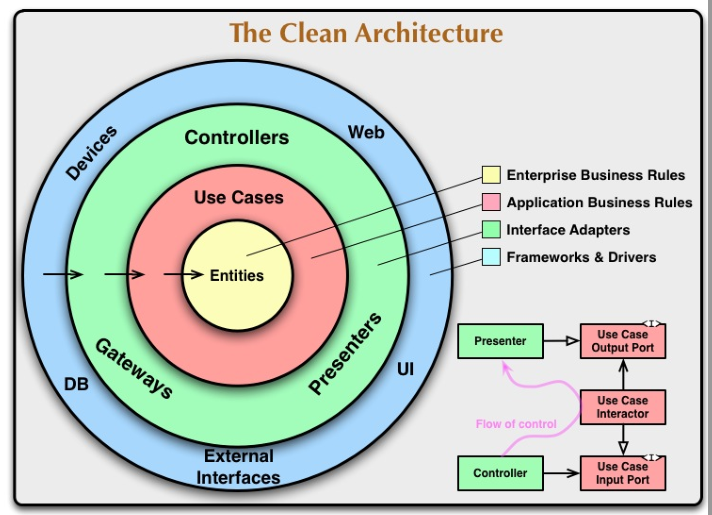 The Clean Architecture
Devices
Web
Controllers
Use Cases
Entities
Gateways
Presenters
DB
UI
External
Interfaces
Enterprise Business Rules
Application Business Rules
Interface Adapters
Frameworks & Drivers
Presenter
<I>
Use Case
Output Port
Use Case
Interactor
Flow of control
Controller
<I>
Use Case
Input Port